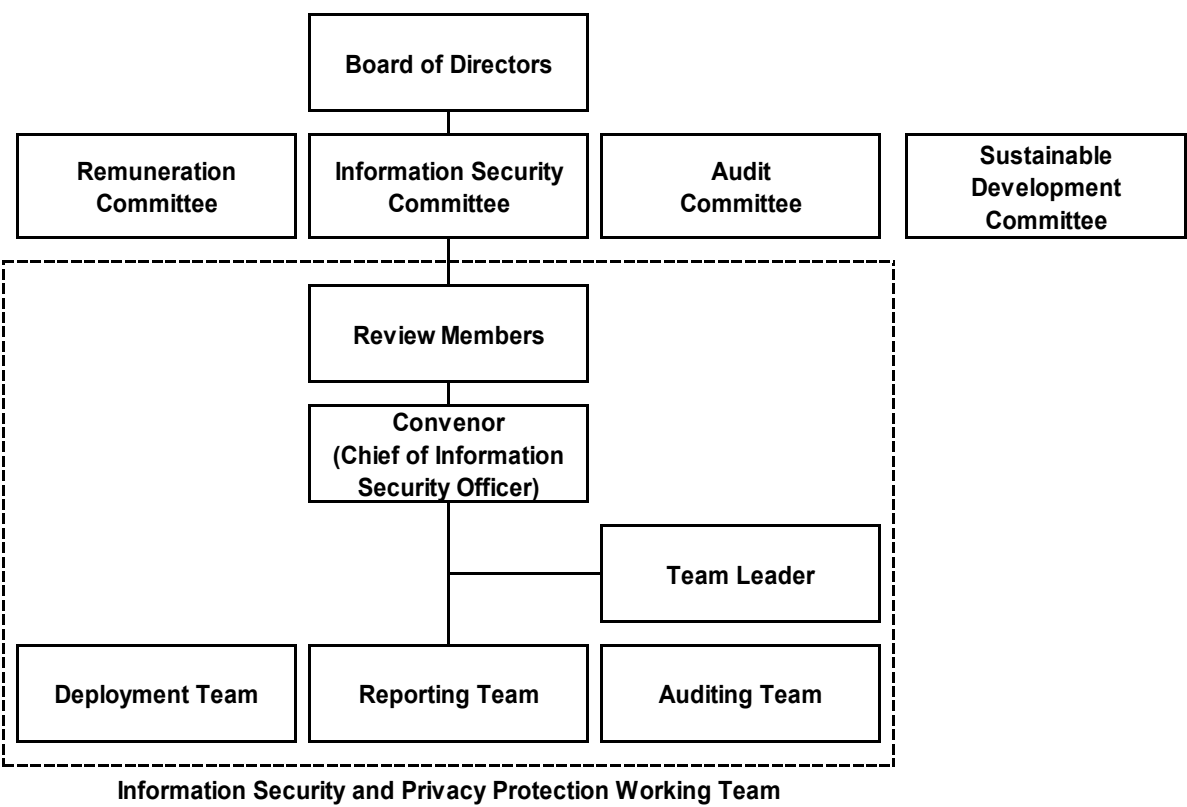 Board of Directors
Remuneration
Committee
Information Security
Committee
Audit
Committee
Sustainable
Development
Committee
Review Members
Convenor
(Chief of Information
Security Officer)
Team Leader
Deployment Team
Reporting Team
Auditing Team
Information Security and Privacy Protection Working Team